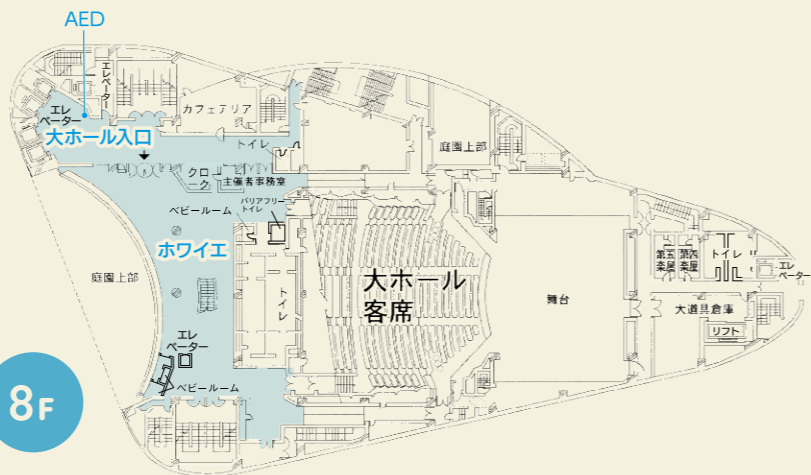 AED
エレベーター
カフェテリア
エレ
ベーター
大ホール入口
トイレ
クロ
ーク
主催者事務室
庭園上部
ベビールーム
バリアフリー
トイレ
ホワイエ
庭園上部
トイレ
大ホール
客席
舞台
第五
楽屋
第四
楽屋
トイレ
エレ
ベーター
大道具倉庫
リフト
エレ
ベーター
ベビールーム
8F